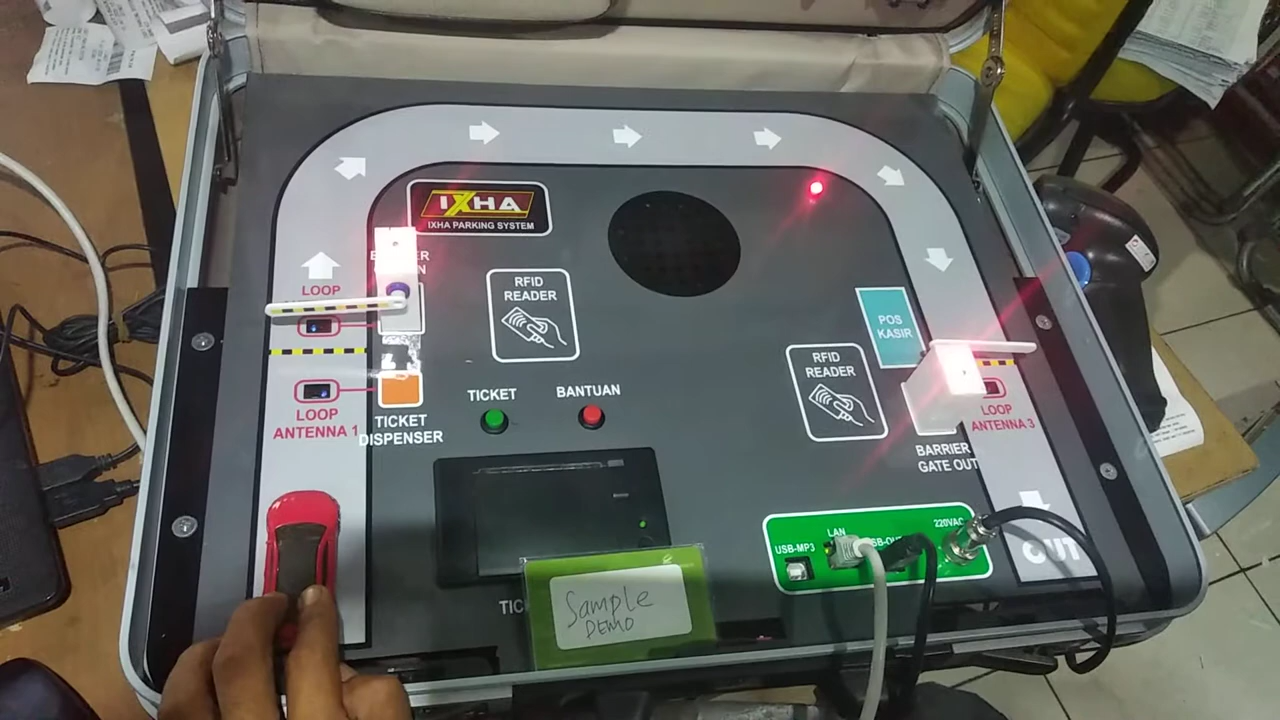 IXHA
IXHA PARKING SYSTEM
LOOP
RFID
READER
POS
KASIR
RFID
READER
LOOP
ANTENNA 1
TICKET
DISPENSER
TICKET
BANTUAN
LOOP
ANTENNA 3
BARRIER
GATE OUT
USB-MP3
LAN
220VAC
OUT
Sample
DEMO